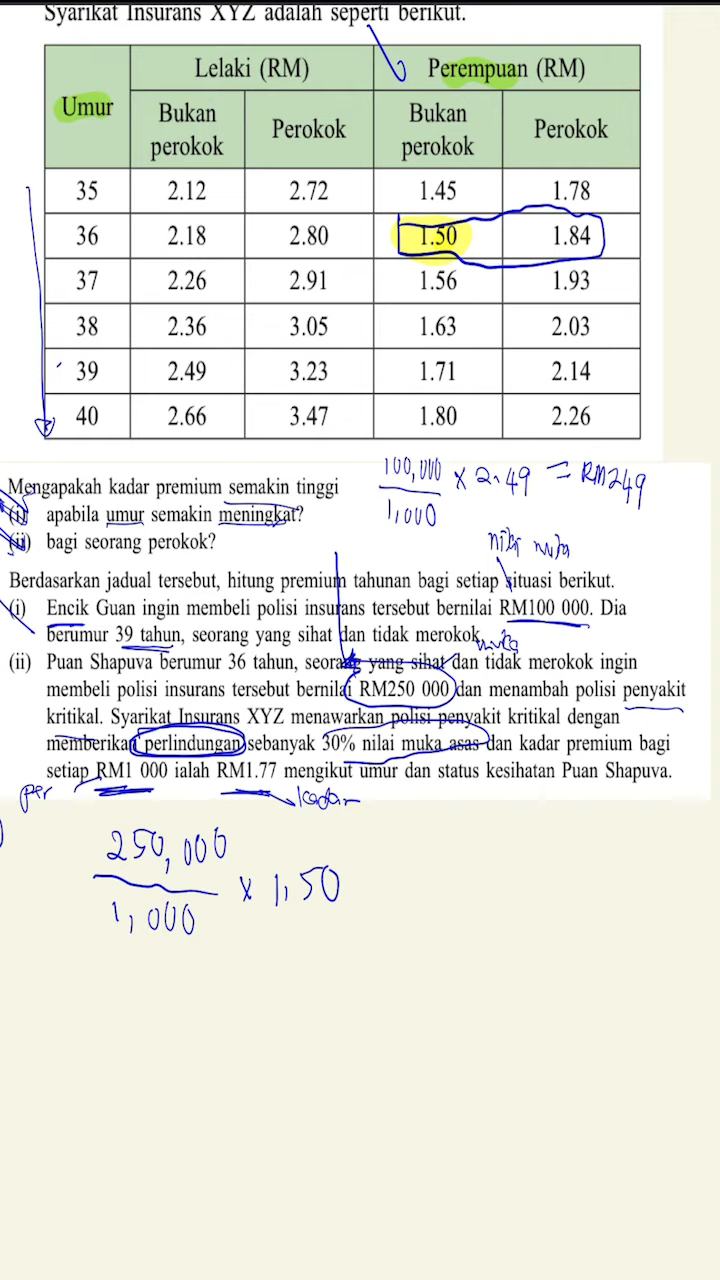 Syarikat Insurans XYZ adalah seperti berikut.
Umur Lelaki (RM) Perempuan (RM)
Bukan perokok Perokok Bukan perokok Perokok
35 2.12 2.72 1.45 1.78
36 2.18 2.80 1.50 1.84
37 2.26 2.91 1.56 1.93
38 2.36 3.05 1.63 2.03
39 2.49 3.23 1.71 2.14
40 2.66 3.47 1.80 2.26
100,000 / 1,000 × 2.49 = RM249
Mengapakah kadar premium semakin tinggi
(i) apabila umur semakin meningkat?
(ii) bagi seorang perokok?
nilai muka
Berdasarkan jadual tersebut, hitung premium tahunan bagi setiap situasi berikut.
(i) Encik Guan ingin membeli polisi insurans tersebut bernilai RM100 000. Dia
berumur 39 tahun, seorang yang sihat dan tidak merokok.
muka
(ii) Puan Shapuva berumur 36 tahun, seorang yang sihat dan tidak merokok ingin
membeli polisi insurans tersebut bernilai RM250 000 dan menambah polisi penyakit
kritikal. Syarikat Insurans XYZ menawarkan polisi penyakit kritikal dengan
memberikan perlindungan sebanyak 30% nilai muka asas dan kadar premium bagi
setiap RM1 000 ialah RM1.77 mengikut umur dan status kesihatan Puan Shapuva.
per kadar
250,000
1,000 × 1.50